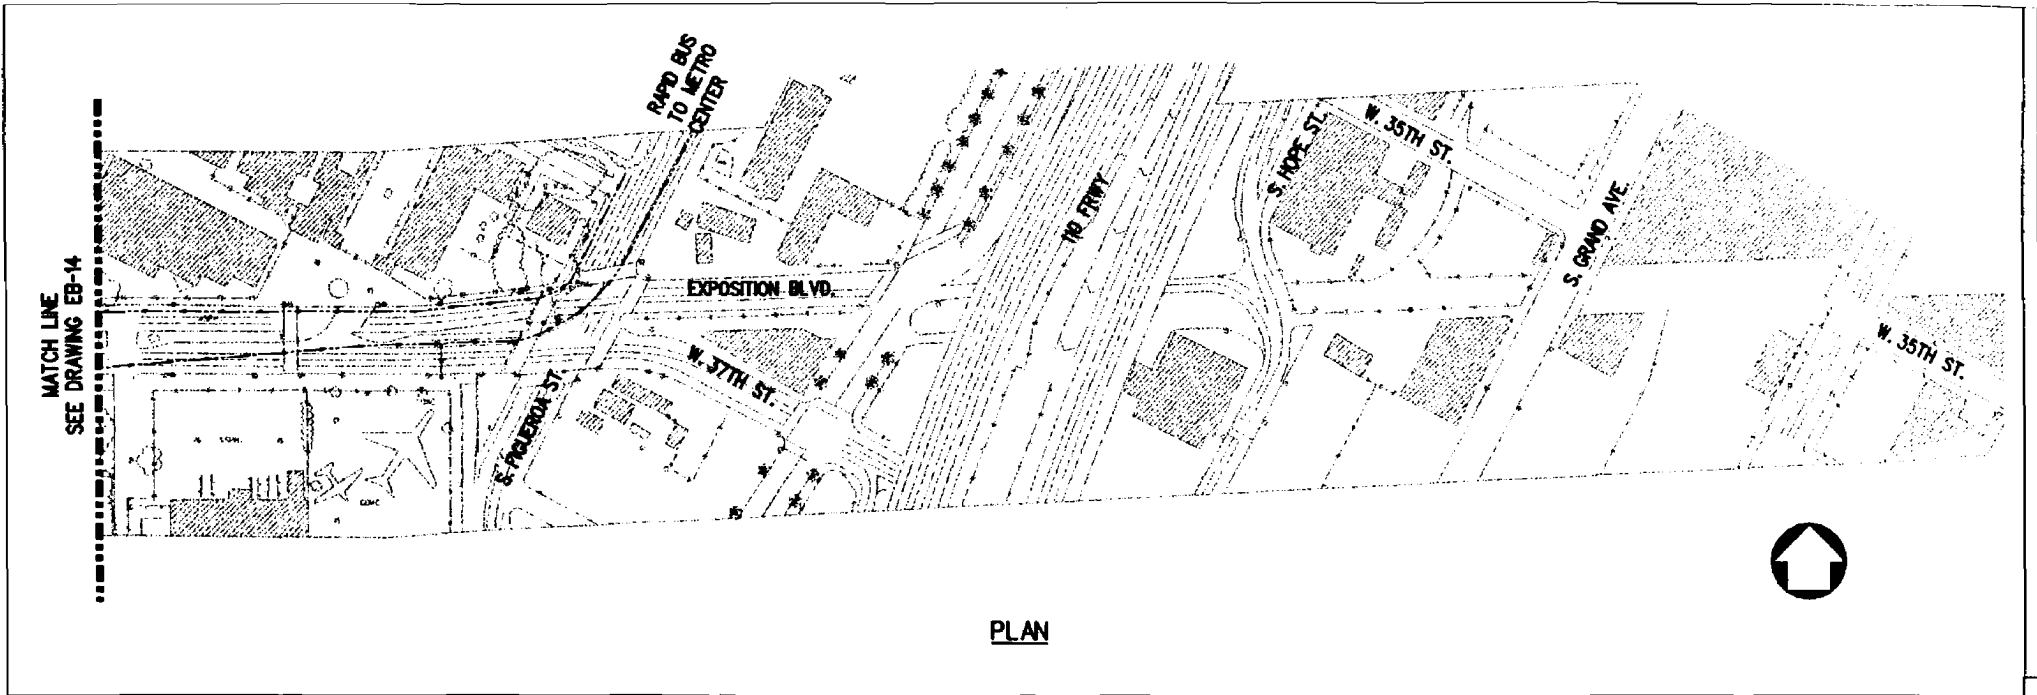 RAPID BUS
TO METRO
CENTER
W. 35TH ST.
S. HOPE ST.
110 FRWY
S. GRAND AVE.
MATCH LINE
SEE DRAWING EB-14
EXPOSITION BLVD.
W. 37TH ST.
W. 35TH ST.
S. FIGUEROA ST.
PLAN